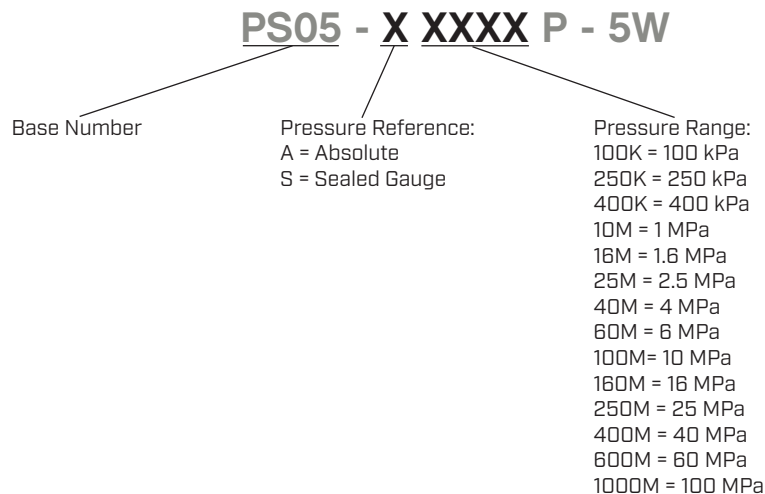 PS05 - X XXXX P - 5W
Base Number
Pressure Reference:
A = Absolute
S = Sealed Gauge
Pressure Range:
100K = 100 kPa
250K = 250 kPa
400K = 400 kPa
10M = 1 MPa
16M = 1.6 MPa
25M = 2.5 MPa
40M = 4 MPa
60M = 6 MPa
100M= 10 MPa
160M = 16 MPa
250M = 25 MPa
400M = 40 MPa
600M = 60 MPa
1000M = 100 MPa